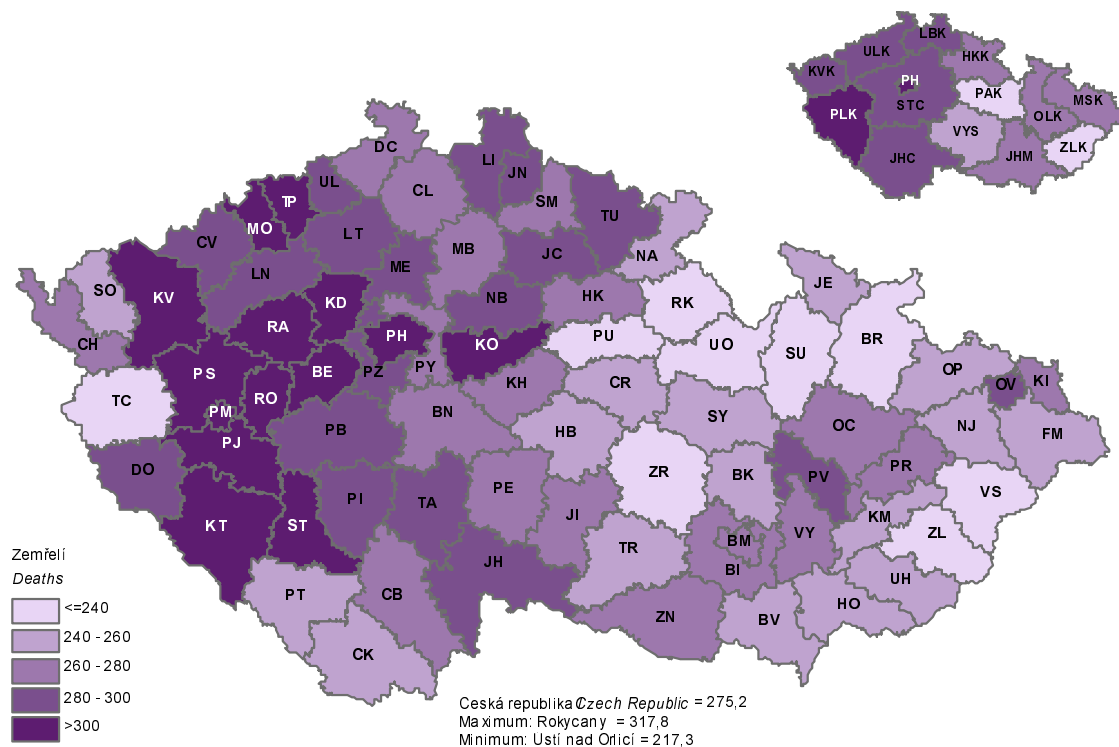 LBK
ULK
HKK
KVK
PH
PAK
MSK
STC
PLK
OLK
VYS
ZLK
JHC
JHM
DC
LI
JN
UL
CL
TP
SM
TU
MO
CV
LT
MB
JC
NA
ME
LN
SO
JE
KV
NB
HK
RK
KD
RA
PH
KO
PU
UO
SU
BR
CH
PS
BE
PZ
PY
KH
CR
OP
OV
KI
TC
RO
PM
BN
SY
OC
NJ
FM
PJ
PB
HB
DO
ZR
BK
PV
PR
VS
KT
ST
PI
TA
PE
JI
KM
ZL
TR
BM
VY
JH
BI
UH
PT
CB
ZN
BV
HO
CK
Zemřelí
Deaths
<=240
240 - 260
260 - 280
280 - 300
>300
Česká republika/Czech Republic = 275,2
Maximum: Rokycany = 317,8
Minimum: Ústí nad Orlicí = 217,3